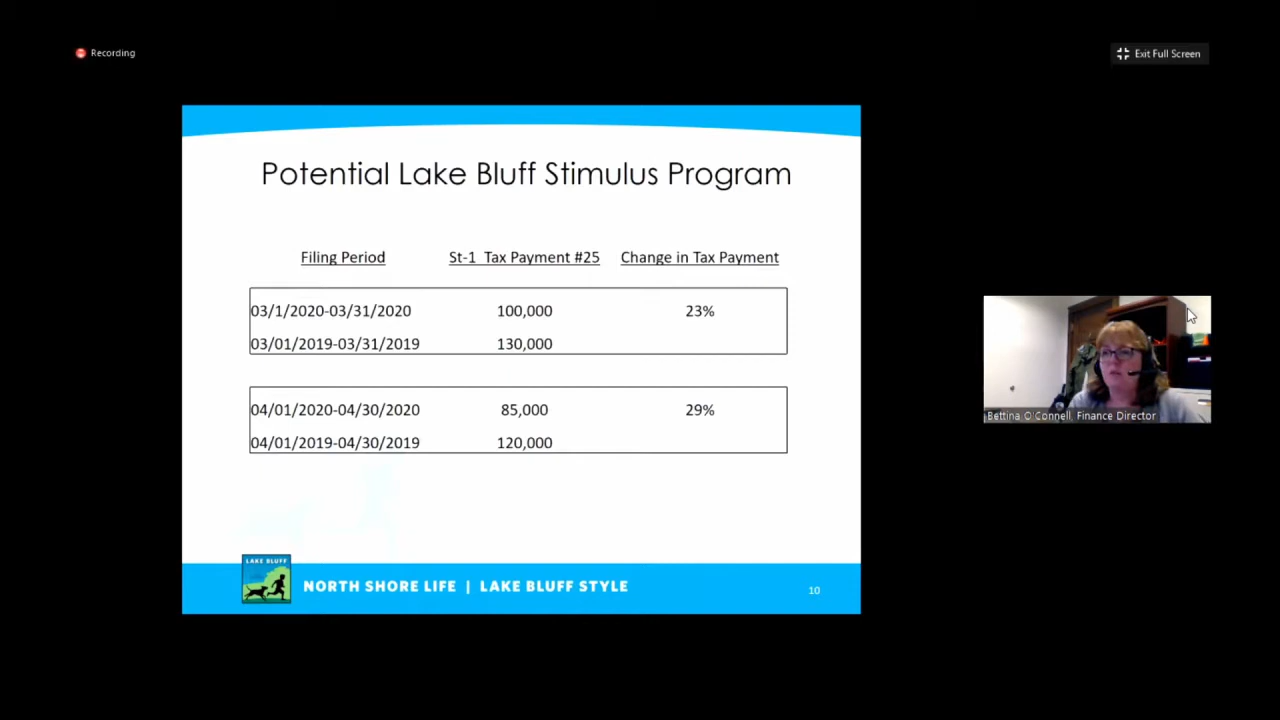 Recording
Exit Full Screen
Potential Lake Bluff Stimulus Program
Filing Period St-1 Tax Payment #25 Change in Tax Payment
03/1/2020-03/31/2020 100,000 23%
03/01/2019-03/31/2019 130,000
04/01/2020-04/30/2020 85,000 29%
04/01/2019-04/30/2019 120,000
Bettina O'Connell, Finance Director
LAKE BLUFF
NORTH SHORE LIFE | LAKE BLUFF STYLE
10